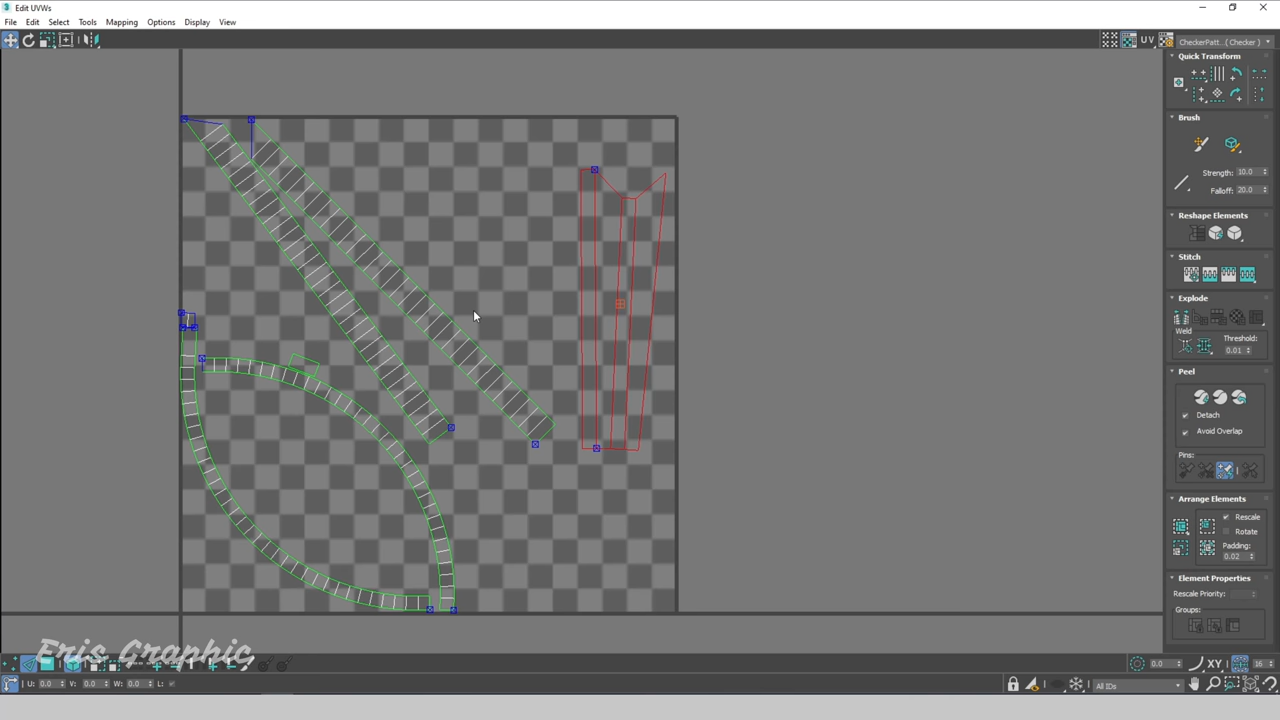 Edit UVWs
File Edit Select Tools Mapping Options Display View
UV CheckerPatt.. ( Checker )
Quick Transform
Brush
Strength: 10.0
Falloff: 20.0
Reshape Elements
Stitch
Explode
Weld
Threshold:
0.01
Peel
Detach
Avoid Overlap
Pins:
Arrange Elements
Rescale
Rotate
Padding:
0.02
Element Properties
Rescale Priority:
Groups:
Eris Graphic
0.0 XY 16
U: 0.0 V: 0.0 W: 0.0 L:
All IDs